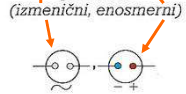 (izmenični, enosmerni)
~ , - +